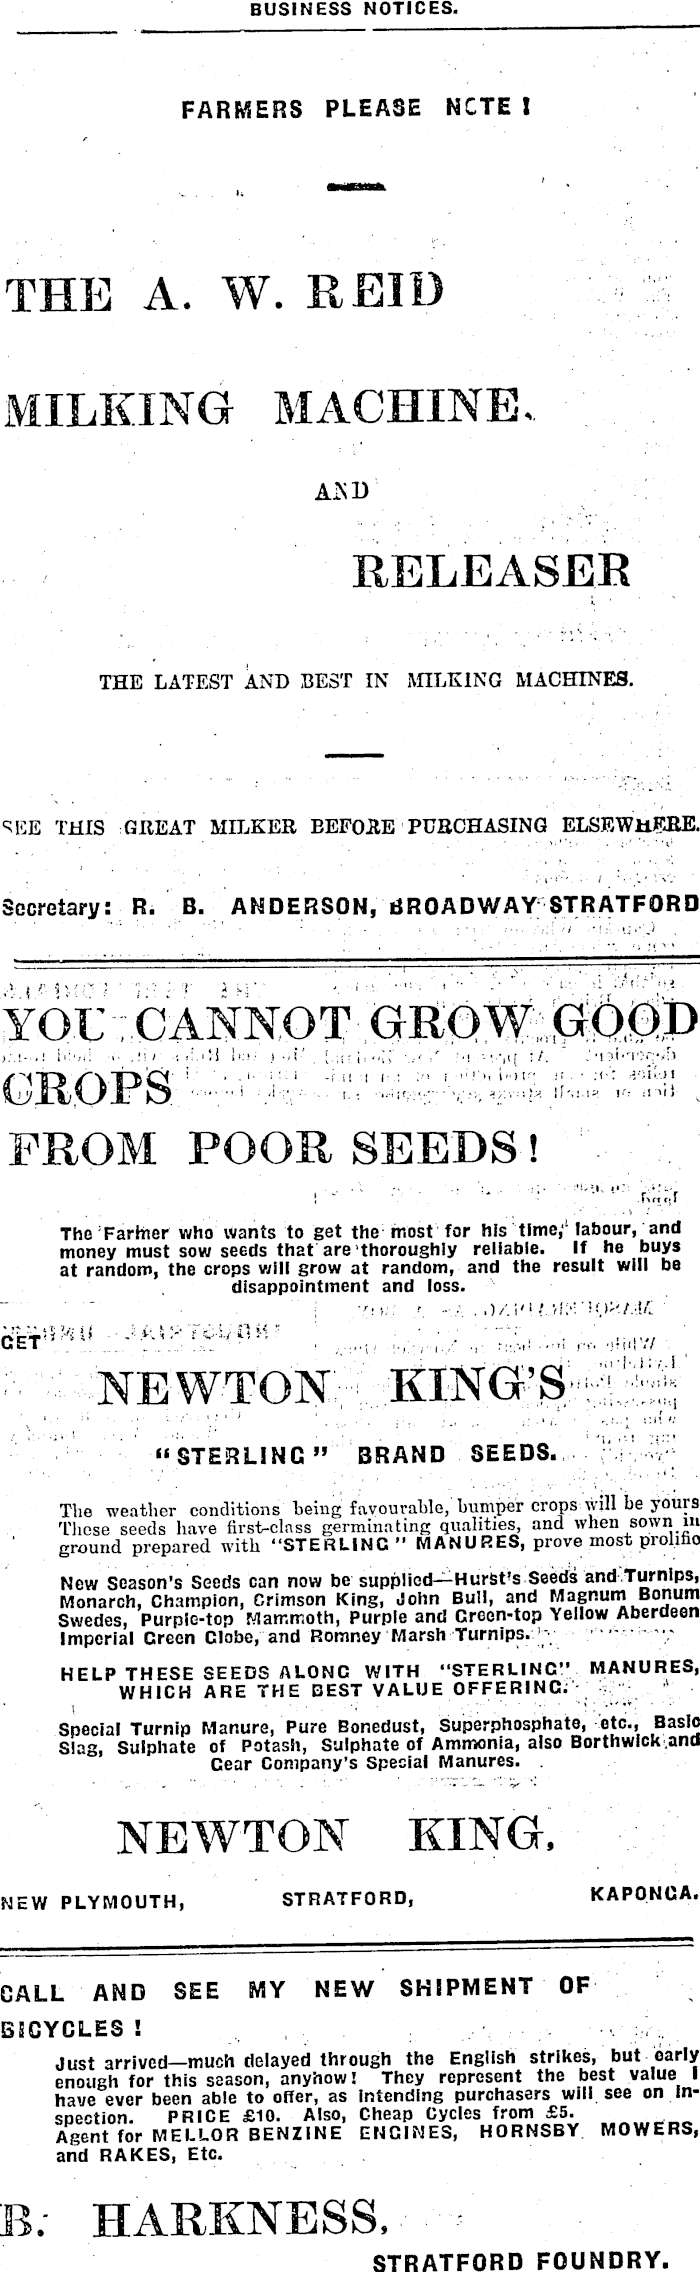 BUSINESS NOTICES.
FARMERS PLEASE NOTE !
THE A. W. REID
MILKING MACHINE.
AND
RELEASER
THE LATEST AND BEST IN MILKING MACHINES.
SEE THIS GREAT MILKER BEFORE PURCHASING ELSEWHERE.
Secretary: R. B. ANDERSON, BROADWAY STRATFORD
YOU CANNOT GROW GOOD
CROPS
FROM POOR SEEDS!
The Farmer who wants to get the most for his time, labour, and
money must sow seeds that are thoroughly reliable. If he buys
at random, the crops will grow at random, and the result will be
disappointment and loss.
GET
NEWTON KING'S
"STERLING" BRAND SEEDS.
The weather conditions being favourable, bumper crops will be yours
These seeds have first-class germinating qualities, and when sown in
ground prepared with "STERLING" MANURES, prove most prolific
New Season's Seeds can now be supplied—Hurst's Seeds and Turnips,
Monarch, Champion, Crimson King, John Bull, and Magnum Bonum
Swedes, Purple-top Mammoth, Purple and Green-top Yellow Aberdeen
Imperial Green Globe, and Romney Marsh Turnips.
HELP THESE SEEDS ALONG WITH "STERLING" MANURES,
WHICH ARE THE BEST VALUE OFFERING.
Special Turnip Manure, Pure Bonedust, Superphosphate, etc., Basic
Slag, Sulphate of Potash, Sulphate of Ammonia, also Borthwick and
Gear Company's Special Manures.
NEWTON KING,
NEW PLYMOUTH, STRATFORD, KAPONGA.
CALL AND SEE MY NEW SHIPMENT OF
BICYCLES !
Just arrived—much delayed through the English strikes, but early
enough for this season, anyhow! They represent the best value I
have ever been able to offer, as intending purchasers will see on in-
spection. PRICE £10. Also, Cheap Cycles from £5.
Agent for MELLOR BENZINE ENGINES, HORNSBY MOWERS,
and RAKES, Etc.
B. HARKNESS,
STRATFORD FOUNDRY.